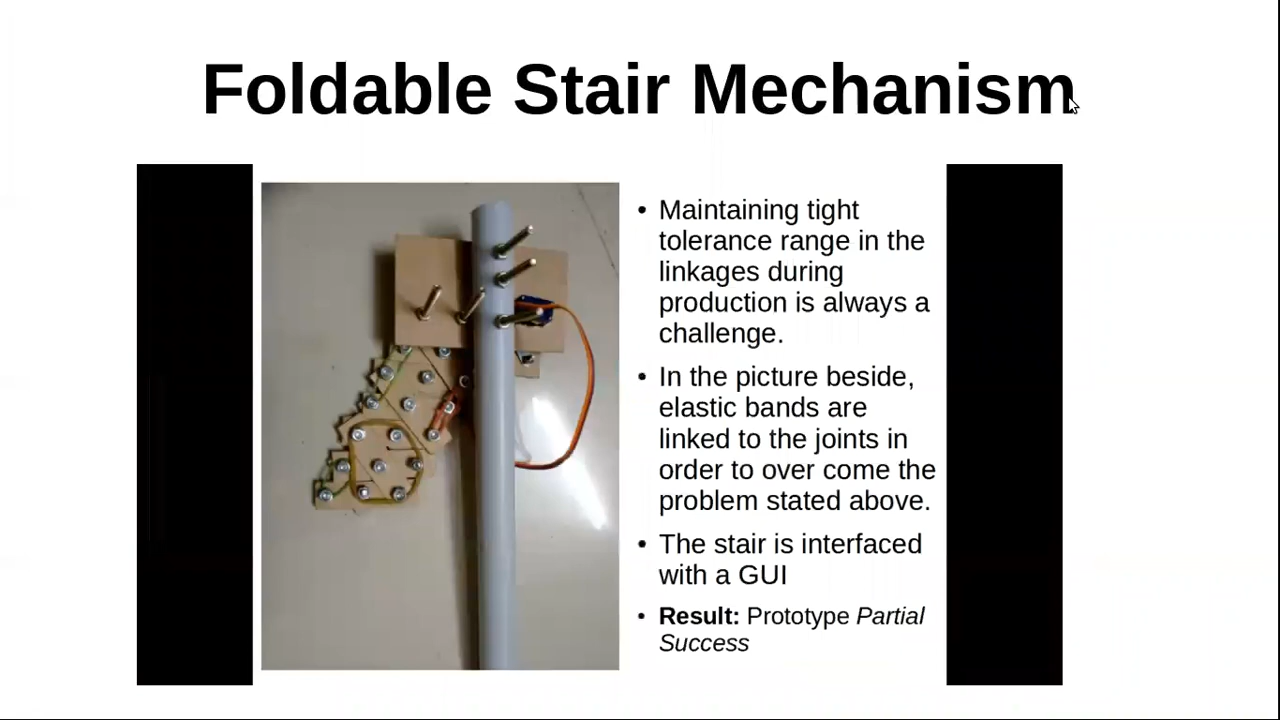 Foldable Stair Mechanism
• Maintaining tight
tolerance range in the
linkages during
production is always a
challenge.
• In the picture beside,
elastic bands are
linked to the joints in
order to over come the
problem stated above.
• The stair is interfaced
with a GUI
• Result: Prototype Partial
Success